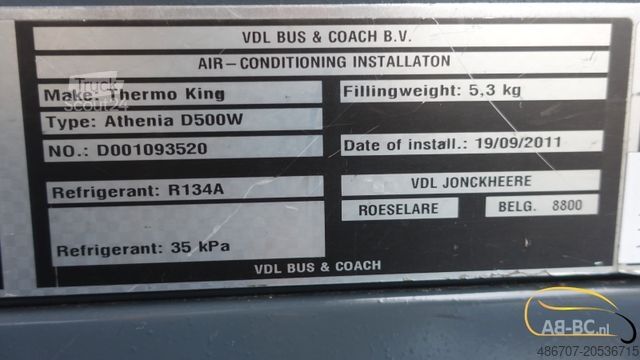 VDL BUS & COACH B.V.
AIR-CONDITIONING INSTALLATON
Make: Thermo King
Fillingweight: 5,3 kg
Type: Athenia D500W
NO.: D001093520
Date of install.: 19/09/2011
Refrigerant: R134A
VDL JONCKHEERE
ROESELARE
BELG. 8800
Refrigerant: 35 kPa
VDL BUS & COACH
Truck
Scout24
AB-BC.nl
486707-20536715